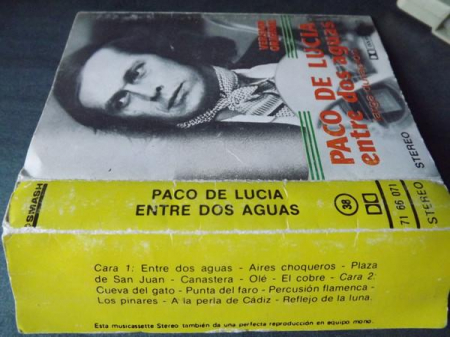 PACO DE LUCIA
entre dos aguas
STEREO
SMASH
PACO DE LUCIA
ENTRE DOS AGUAS
38
71 66 071
STEREO
Cara 1: Entre dos aguas - Aires choqueros - Plaza
de San Juan - Canastera - Olé - El cobre - Cara 2:
Cueva del gato - Punta del faro - Percusión flamenca -
Los pinares - A la perla de Cádiz - Reflejo de la luna.
Esta musicassette Stereo también da una perfecta reproducción en equipo mono.